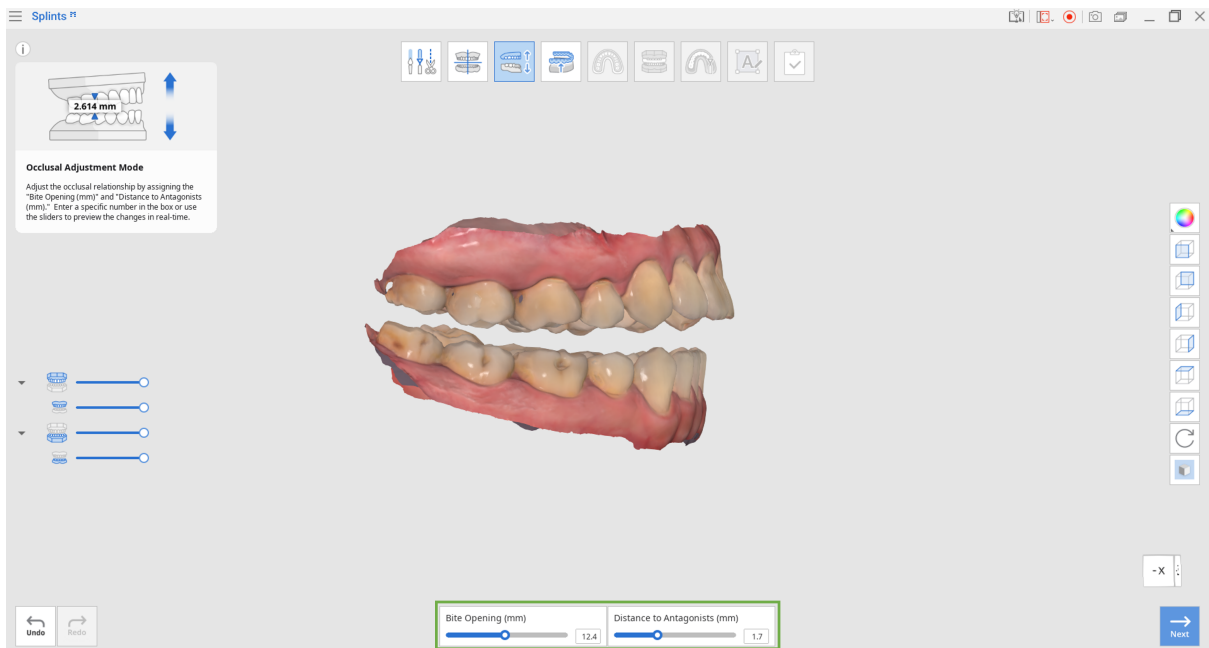 Splints
2.614 mm
Occlusal Adjustment Mode
Adjust the occlusal relationship by assigning the
"Bite Opening (mm)" and "Distance to Antagonists
(mm)." Enter a specific number in the box or use
the sliders to preview the changes in real-time.
A
- X
Undo
Redo
Bite Opening (mm)
12.4
Distance to Antagonists (mm)
1.7
Next